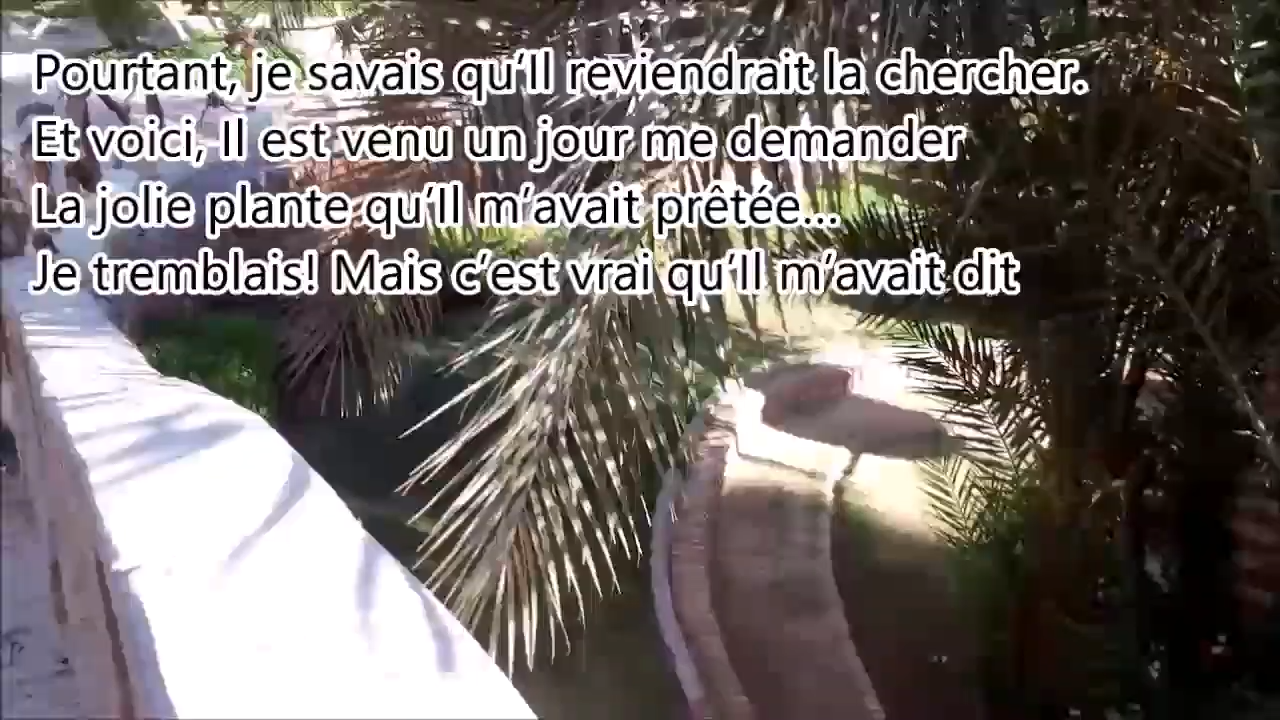 Pourtant, je savais qu’Il reviendrait la chercher.
Et voici, Il est venu un jour me demander
La jolie plante qu’Il m’avait prêtée...
Je tremblais! Mais c’est vrai qu’Il m’avait dit